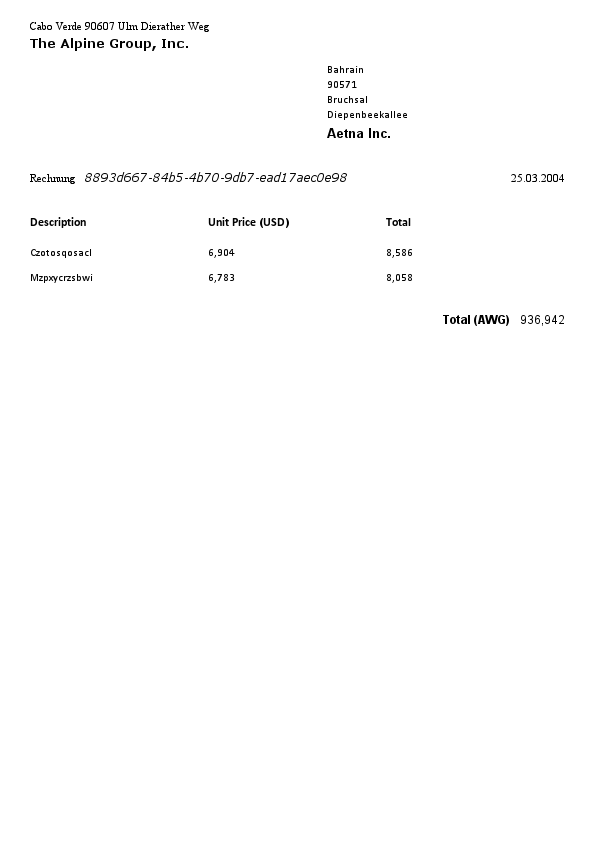 Cabo Verde 90607 Ulm Dierather Weg
The Alpine Group, Inc.
Bahrain
90571
Bruchsal
Diepenbeekallee
Aetna Inc.
Rechnung 8893d667-84b5-4b70-9db7-ead17aec0e98 25.03.2004
Description Unit Price (USD) Total
Czotosqosacl 6,904 8,586
Mzpxycrzsbwi 6,783 8,058
Total (AWG) 936,942